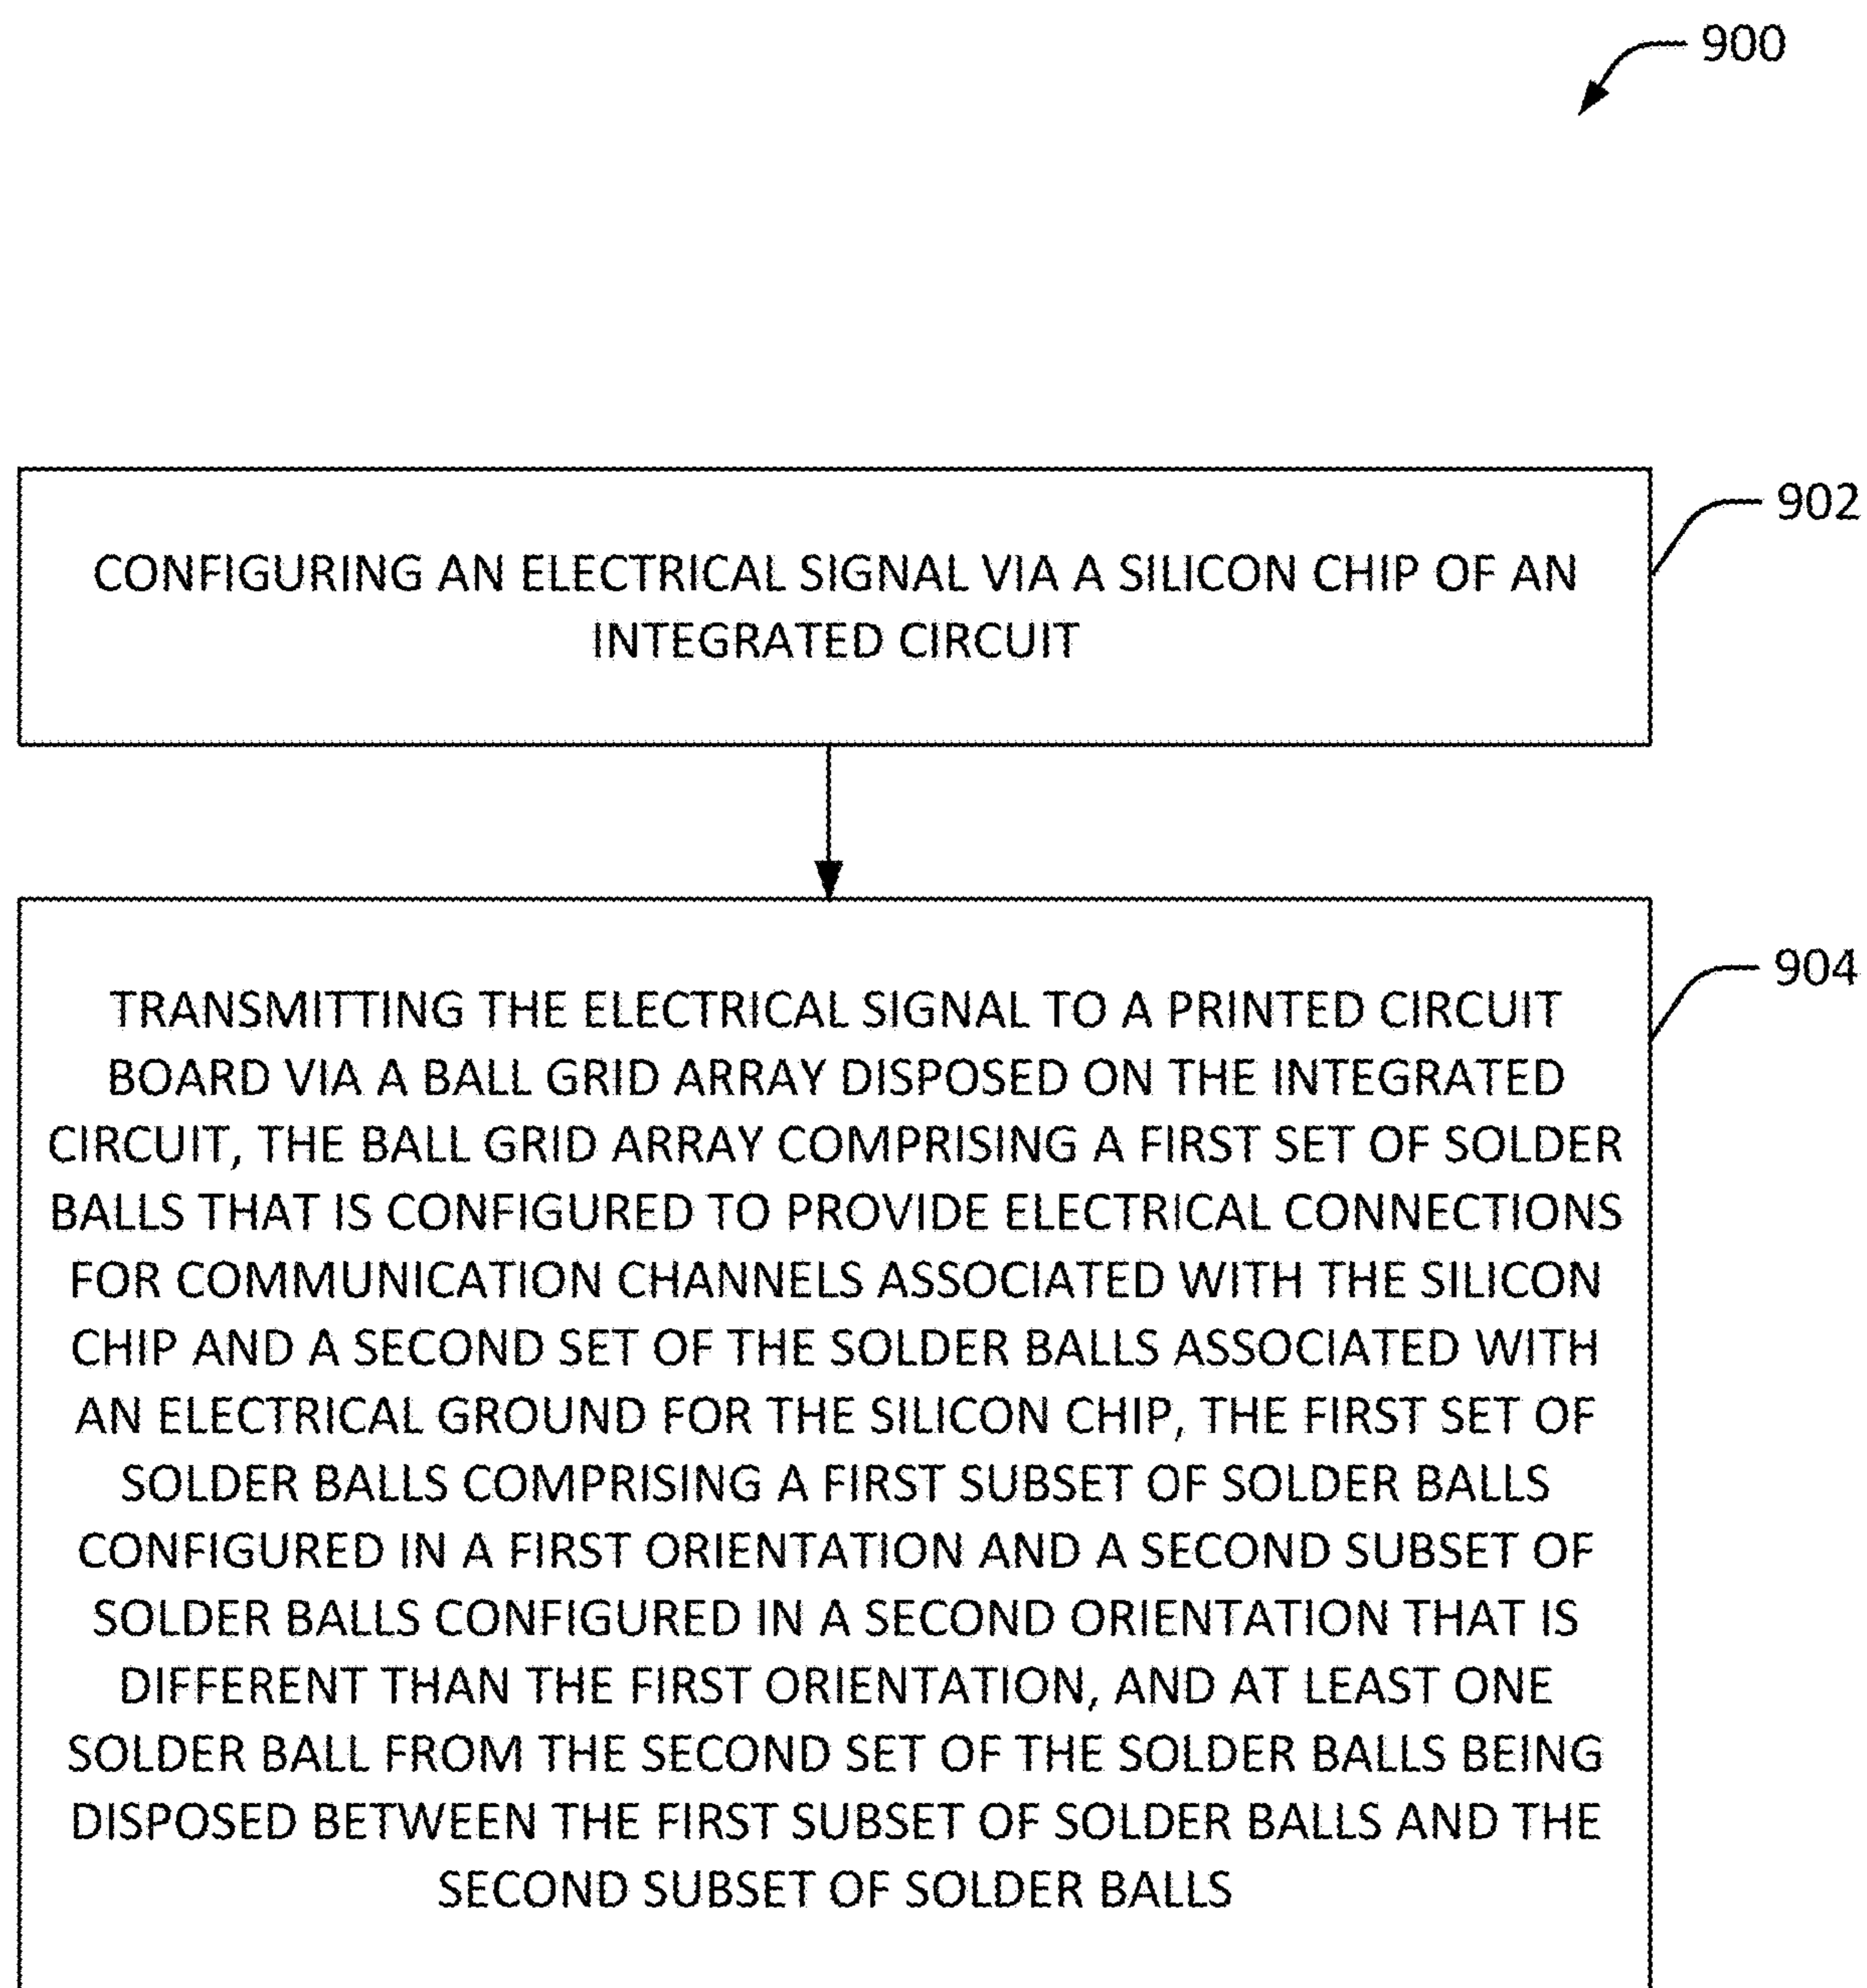 900
902
CONFIGURING AN ELECTRICAL SIGNAL VIA A SILICON CHIP OF AN
INTEGRATED CIRCUIT
904
TRANSMITTING THE ELECTRICAL SIGNAL TO A PRINTED CIRCUIT
BOARD VIA A BALL GRID ARRAY DISPOSED ON THE INTEGRATED
CIRCUIT, THE BALL GRID ARRAY COMPRISING A FIRST SET OF SOLDER
BALLS THAT IS CONFIGURED TO PROVIDE ELECTRICAL CONNECTIONS
FOR COMMUNICATION CHANNELS ASSOCIATED WITH THE SILICON
CHIP AND A SECOND SET OF THE SOLDER BALLS ASSOCIATED WITH
AN ELECTRICAL GROUND FOR THE SILICON CHIP, THE FIRST SET OF
SOLDER BALLS COMPRISING A FIRST SUBSET OF SOLDER BALLS
CONFIGURED IN A FIRST ORIENTATION AND A SECOND SUBSET OF
SOLDER BALLS CONFIGURED IN A SECOND ORIENTATION THAT IS
DIFFERENT THAN THE FIRST ORIENTATION, AND AT LEAST ONE
SOLDER BALL FROM THE SECOND SET OF THE SOLDER BALLS BEING
DISPOSED BETWEEN THE FIRST SUBSET OF SOLDER BALLS AND THE
SECOND SUBSET OF SOLDER BALLS